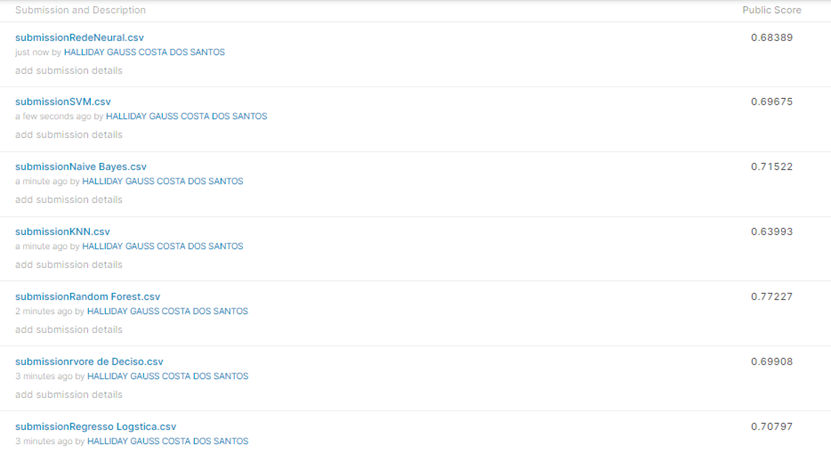 Submission and Description Public Score
submissionRedeNeural.csv 0.68389
just now by HALLIDAY GAUSS COSTA DOS SANTOS
add submission details
submissionSVM.csv 0.69675
a few seconds ago by HALLIDAY GAUSS COSTA DOS SANTOS
add submission details
submissionNaive Bayes.csv 0.71522
a minute ago by HALLIDAY GAUSS COSTA DOS SANTOS
add submission details
submissionKNN.csv 0.63993
a minute ago by HALLIDAY GAUSS COSTA DOS SANTOS
add submission details
submissionRandom Forest.csv 0.77227
2 minutes ago by HALLIDAY GAUSS COSTA DOS SANTOS
add submission details
submissionrvore de Deciso.csv 0.69908
3 minutes ago by HALLIDAY GAUSS COSTA DOS SANTOS
add submission details
submissionRegresso Logstica.csv 0.70797
3 minutes ago by HALLIDAY GAUSS COSTA DOS SANTOS